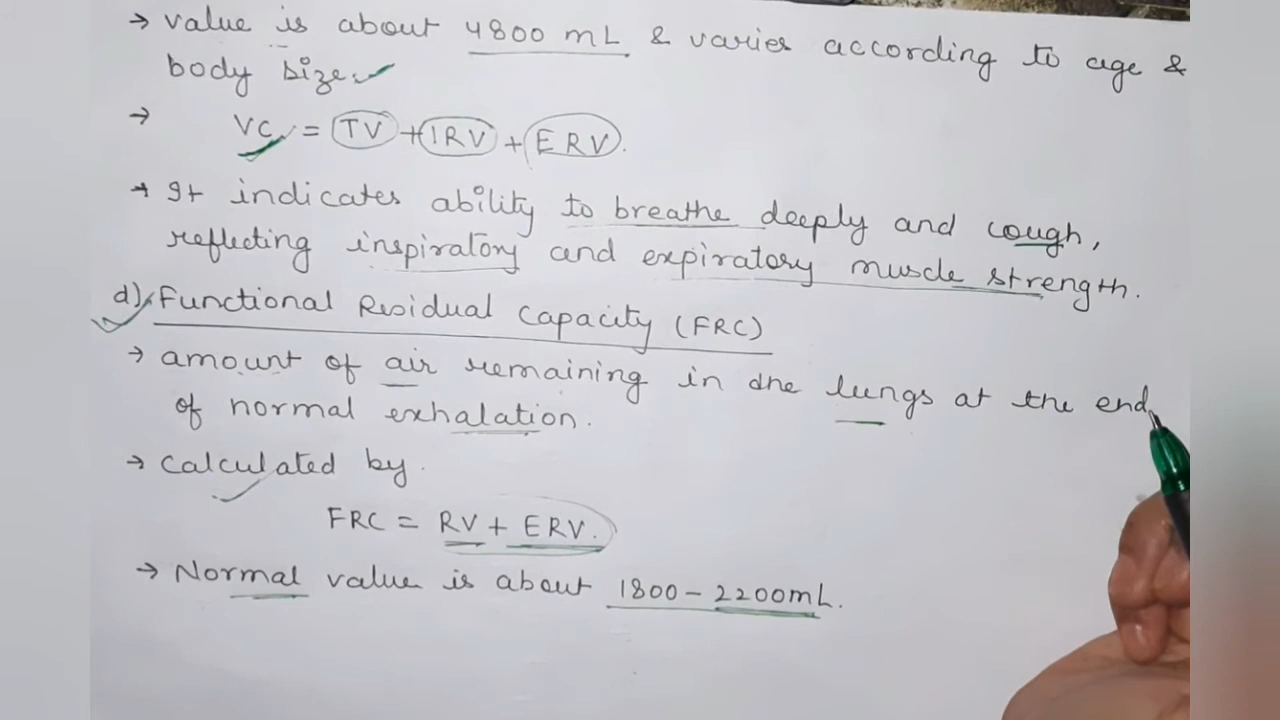 → value is about 4800 mL & varies according to age &
body size.
→ VC = TV + IRV + ERV.
→ It indicates ability to breathe deeply and cough,
reflecting inspiratory and expiratory muscle strength.
d) Functional Residual Capacity (FRC)
→ amount of air remaining in the lungs at the end
of normal exhalation.
→ calculated by.
FRC = RV + ERV.
→ Normal value is about 1800 - 2200mL.